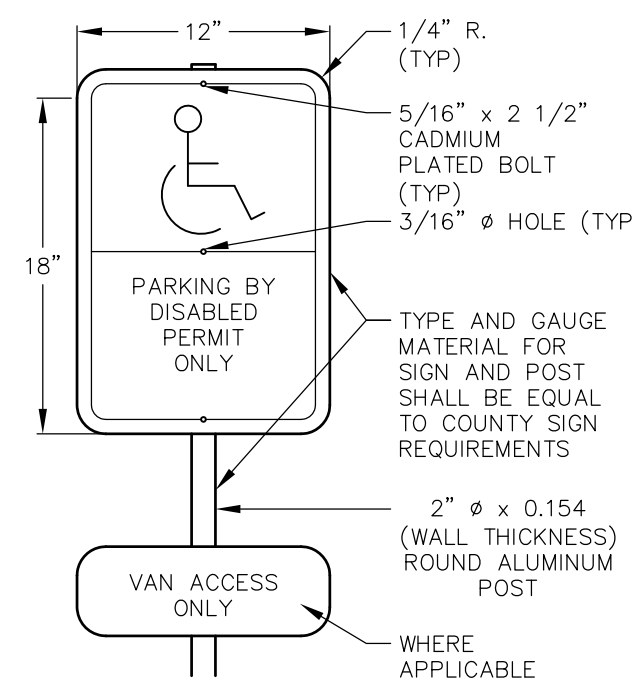 12”
1/4” R.
(TYP)
5/16” x 2 1/2”
CADMIUM
PLATED BOLT
(TYP)
3/16” ⌀ HOLE (TYP
18”
PARKING BY
DISABLED
PERMIT
ONLY
TYPE AND GAUGE
MATERIAL FOR
SIGN AND POST
SHALL BE EQUAL
TO COUNTY SIGN
REQUIREMENTS
2” ⌀ x 0.154
(WALL THICKNESS)
ROUND ALUMINUM
POST
VAN ACCESS
ONLY
WHERE
APPLICABLE